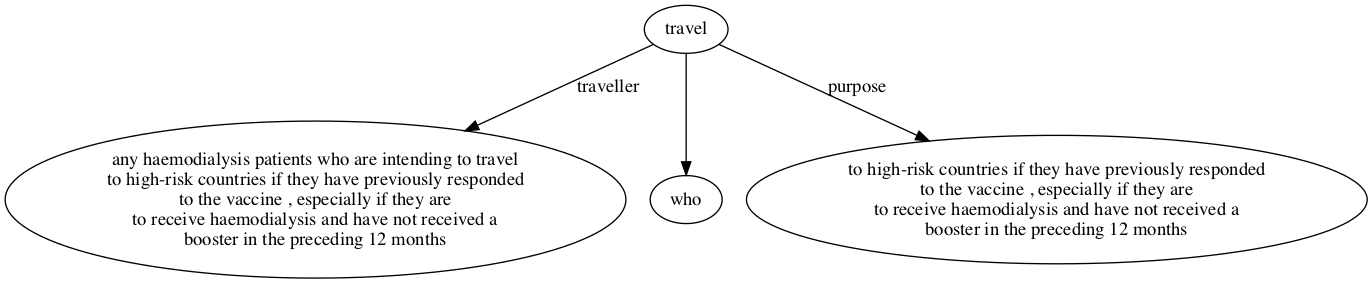 travel
traveller
purpose
any haemodialysis patients who are intending to travel
to high-risk countries if they have previously responded
to the vaccine , especially if they are
to receive haemodialysis and have not received a
booster in the preceding 12 months
who
to high-risk countries if they have previously responded
to the vaccine , especially if they are
to receive haemodialysis and have not received a
booster in the preceding 12 months